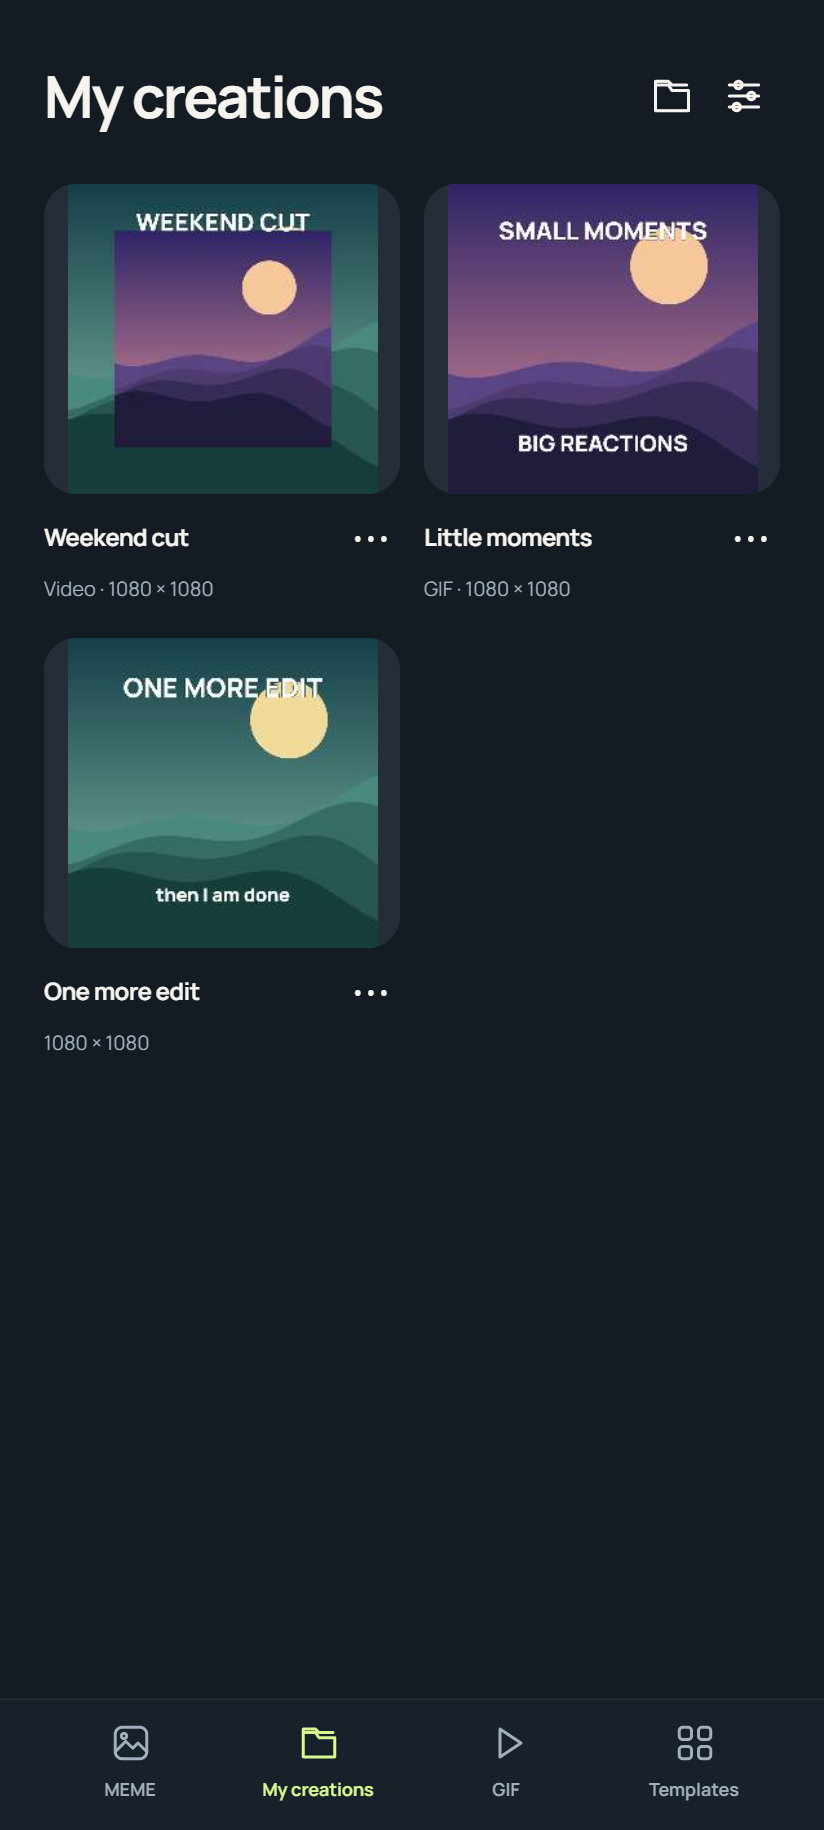 My creations
WEEKEND CUT
SMALL MOMENTS
BIG REACTIONS
Weekend cut
Little moments
Video · 1080 × 1080
GIF · 1080 × 1080
ONE MORE EDIT
then I am done
One more edit
1080 × 1080
MEME
My creations
GIF
Templates